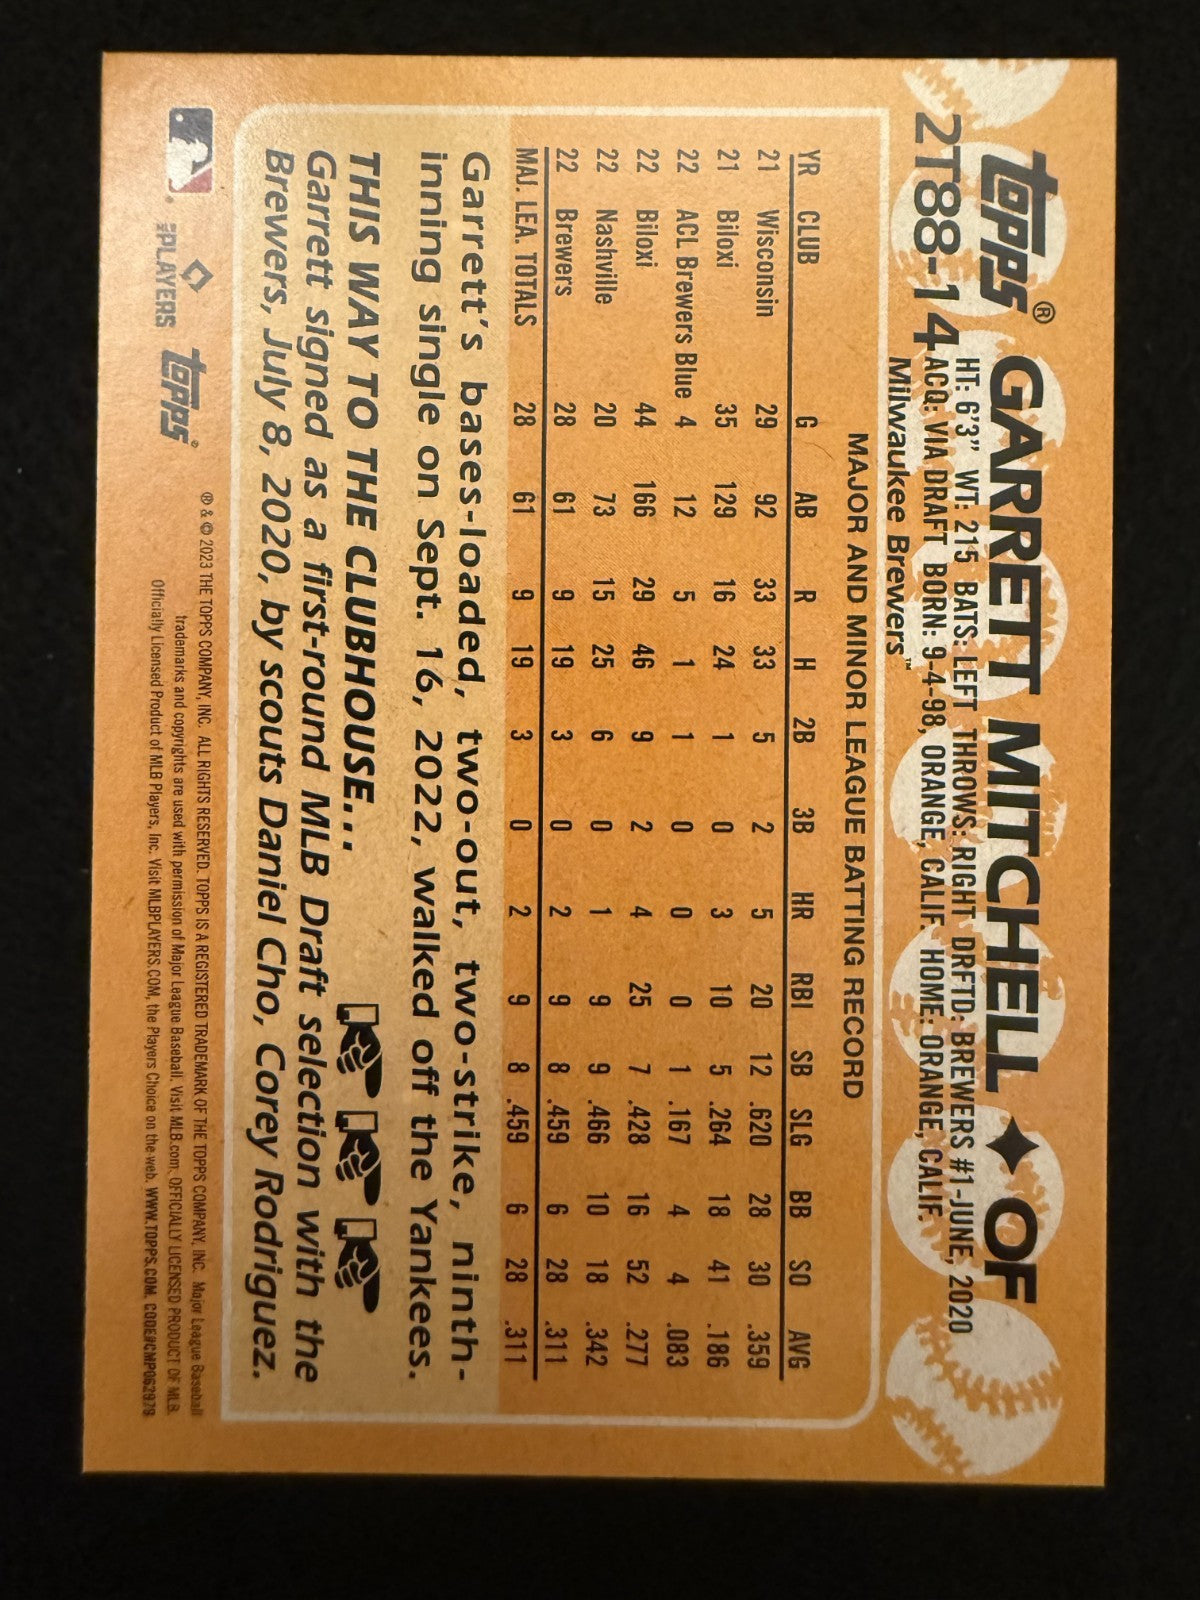 topps®
GARRETT MITCHELL ✦ OF
2T88-14
HT: 6'3" WT: 215 BATS: LEFT THROWS: RIGHT DRFTD: BREWERS #1-JUNE, 2020
ACQ: VIA DRAFT BORN: 9-4-98, ORANGE, CALIF. HOME: ORANGE, CALIF.
Milwaukee Brewers™
MAJOR AND MINOR LEAGUE BATTING RECORD
YR CLUB G AB R H 2B 3B HR RBI SB SLG BB SO AVG
21 Wisconsin 29 92 33 33 5 2 5 20 12 .620 28 30 .359
21 Biloxi 35 129 16 24 1 0 3 10 5 .264 18 41 .186
22 ACL Brewers Blue 4 12 5 1 1 0 0 0 1 .167 4 4 .083
22 Biloxi 44 166 29 46 9 2 4 25 7 .428 16 52 .277
22 Nashville 20 73 15 25 6 0 1 9 9 .466 10 18 .342
22 Brewers 28 61 9 19 3 0 2 9 8 .459 6 28 .311
MAJ. LEA. TOTALS 28 61 9 19 3 0 2 9 8 .459 6 28 .311
Garrett's bases-loaded, two-out, two-strike, ninth-
inning single on Sept. 16, 2022, walked off the Yankees.
THIS WAY TO THE CLUBHOUSE...
Garrett signed as a first-round MLB Draft selection with the
Brewers, July 8, 2020, by scouts Daniel Cho, Corey Rodriguez.
MLB PLAYERS
topps®
® & © 2023 THE TOPPS COMPANY, INC. ALL RIGHTS RESERVED. TOPPS IS A REGISTERED TRADEMARK OF THE TOPPS COMPANY, INC. Major League Baseball
trademarks and copyrights are used with permission of Major League Baseball. Visit MLB.com. OFFICIALLY LICENSED PRODUCT OF MLB
Officially Licensed Product of MLB Players, Inc. Visit MLBPLAYERS.COM, the Players Choice on the web. WWW.TOPPS.COM. CODE#CMP062979